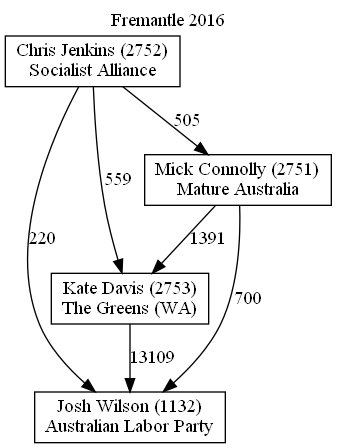 Fremantle 2016
Chris Jenkins (2752)
Socialist Alliance
505
Mick Connolly (2751)
Mature Australia
559
220
1391
Kate Davis (2753)
The Greens (WA)
700
13109
Josh Wilson (1132)
Australian Labor Party